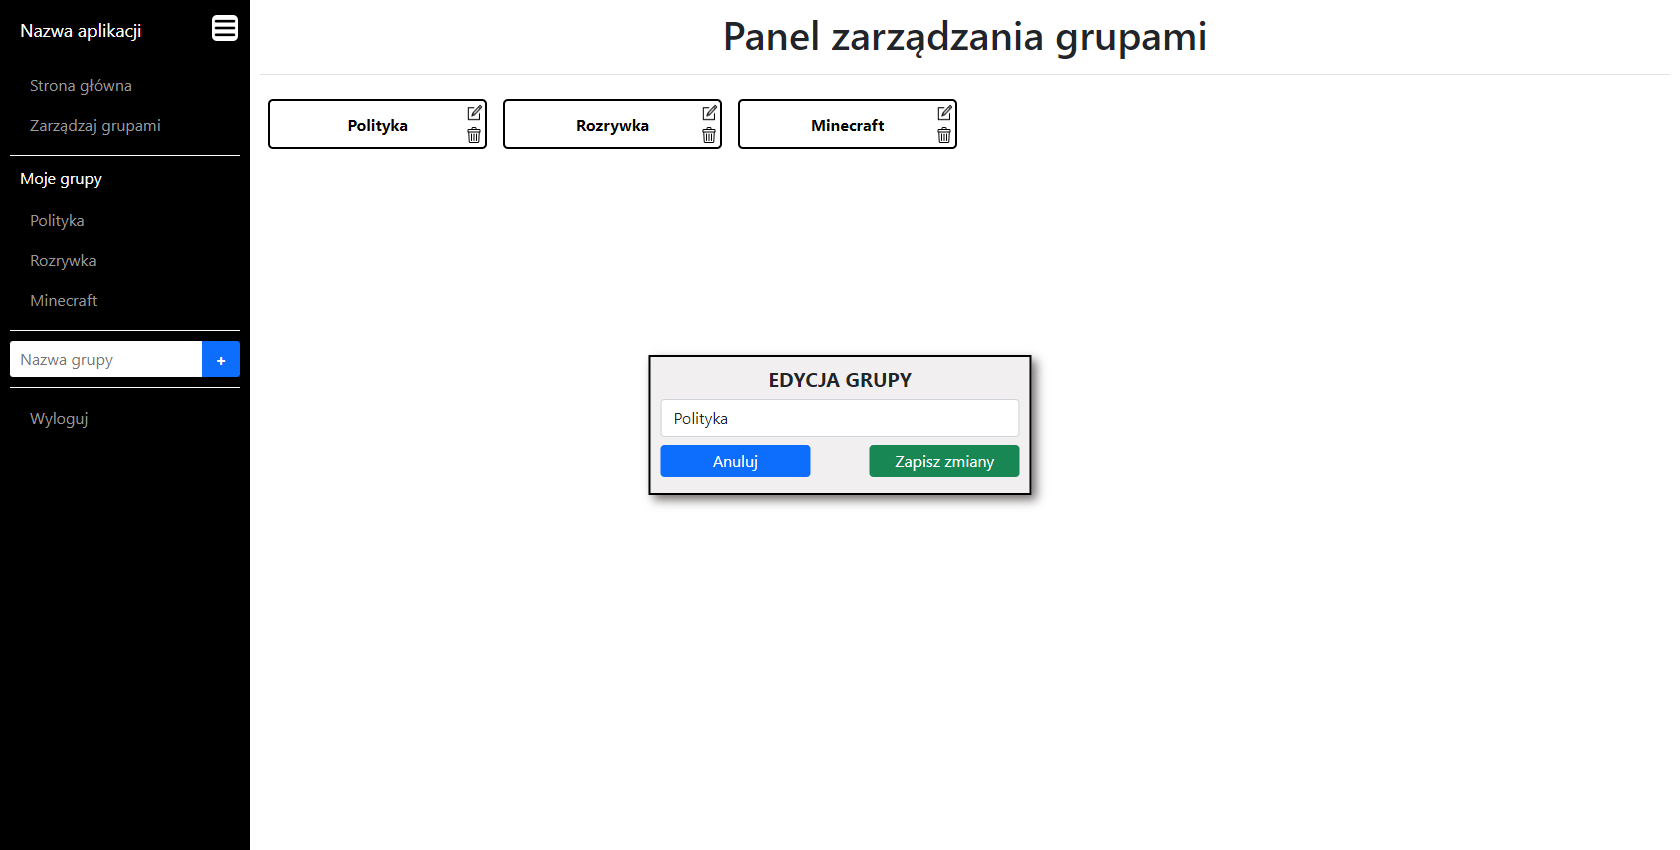 Nazwa aplikacji
Strona główna
Zarządzaj grupami
Moje grupy
Polityka
Rozrywka
Minecraft
Nazwa grupy
+
Wyloguj
Panel zarządzania grupami
Polityka
Rozrywka
Minecraft
EDYCJA GRUPY
Polityka
Anuluj
Zapisz zmiany